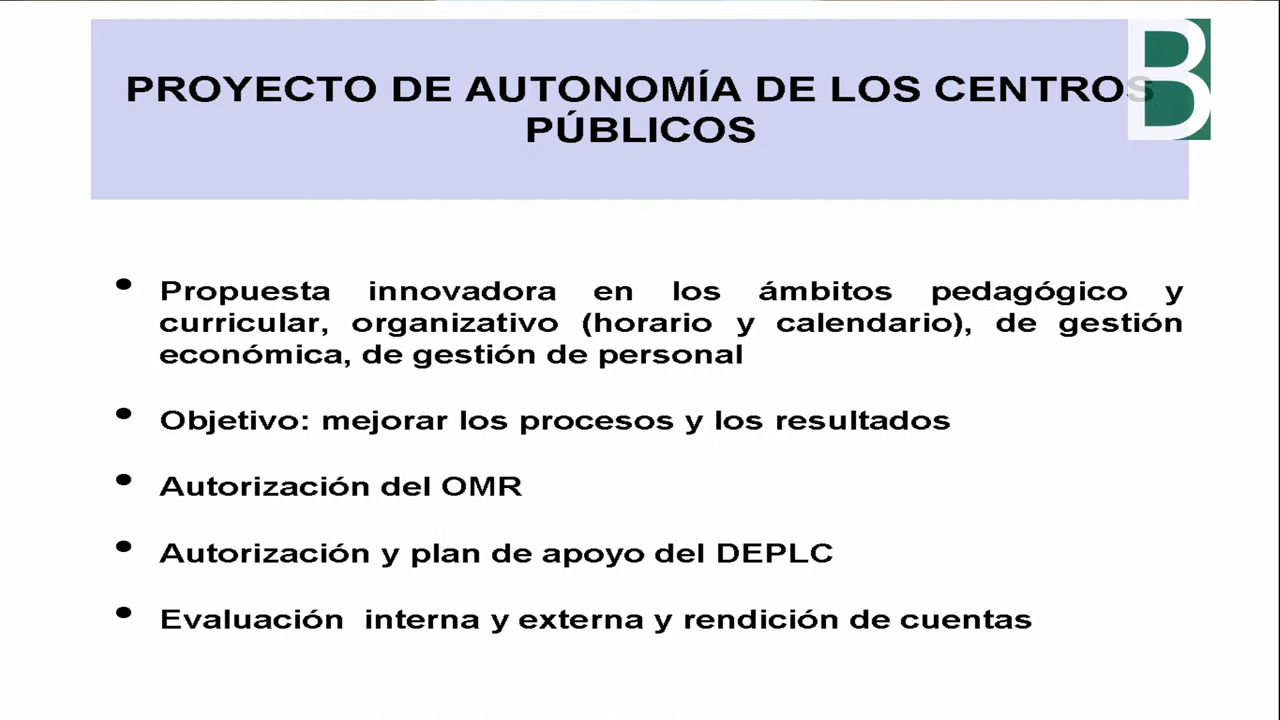 PROYECTO DE AUTONOMÍA DE LOS CENTROS
PÚBLICOS
B
• Propuesta innovadora en los ámbitos pedagógico y
curricular, organizativo (horario y calendario), de gestión
económica, de gestión de personal
• Objetivo: mejorar los procesos y los resultados
• Autorización del OMR
• Autorización y plan de apoyo del DEPLC
• Evaluación interna y externa y rendición de cuentas